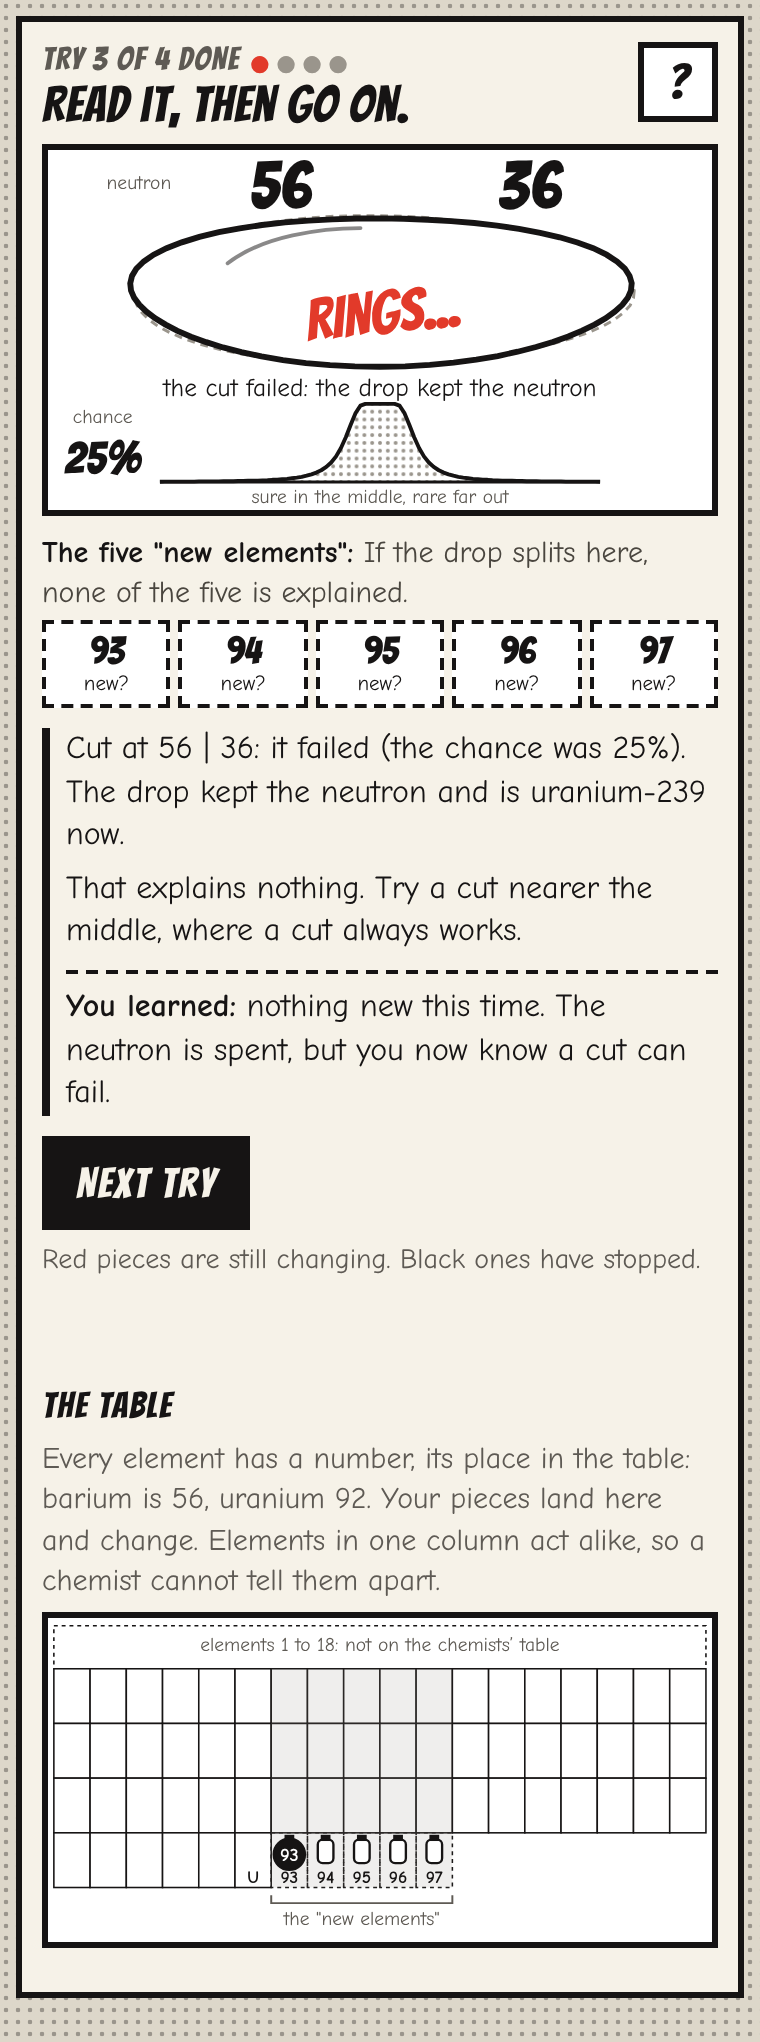 TRY 3 OF 4 DONE
READ IT, THEN GO ON.
?
neutron
56
36
RINGS...
the cut failed: the drop kept the neutron
chance
25%
sure in the middle, rare far out
The five "new elements": If the drop splits here,
none of the five is explained.
93 94 95 96 97
new? new? new? new? new?
Cut at 56 | 36: it failed (the chance was 25%).
The drop kept the neutron and is uranium-239
now.
That explains nothing. Try a cut nearer the
middle, where a cut always works.
You learned: nothing new this time. The
neutron is spent, but you now know a cut can
fail.
NEXT TRY
Red pieces are still changing. Black ones have stopped.
THE TABLE
Every element has a number, its place in the table:
barium is 56, uranium 92. Your pieces land here
and change. Elements in one column act alike, so a
chemist cannot tell them apart.
elements 1 to 18: not on the chemists' table
93
U 93 94 95 96 97
the "new elements"